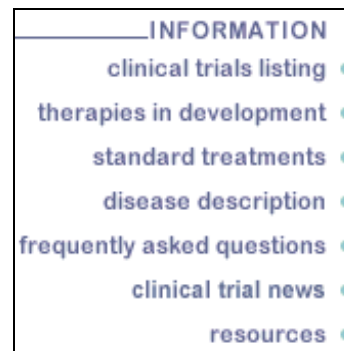 INFORMATION
clinical trials listing
therapies in development
standard treatments
disease description
frequently asked questions
clinical trial news
resources